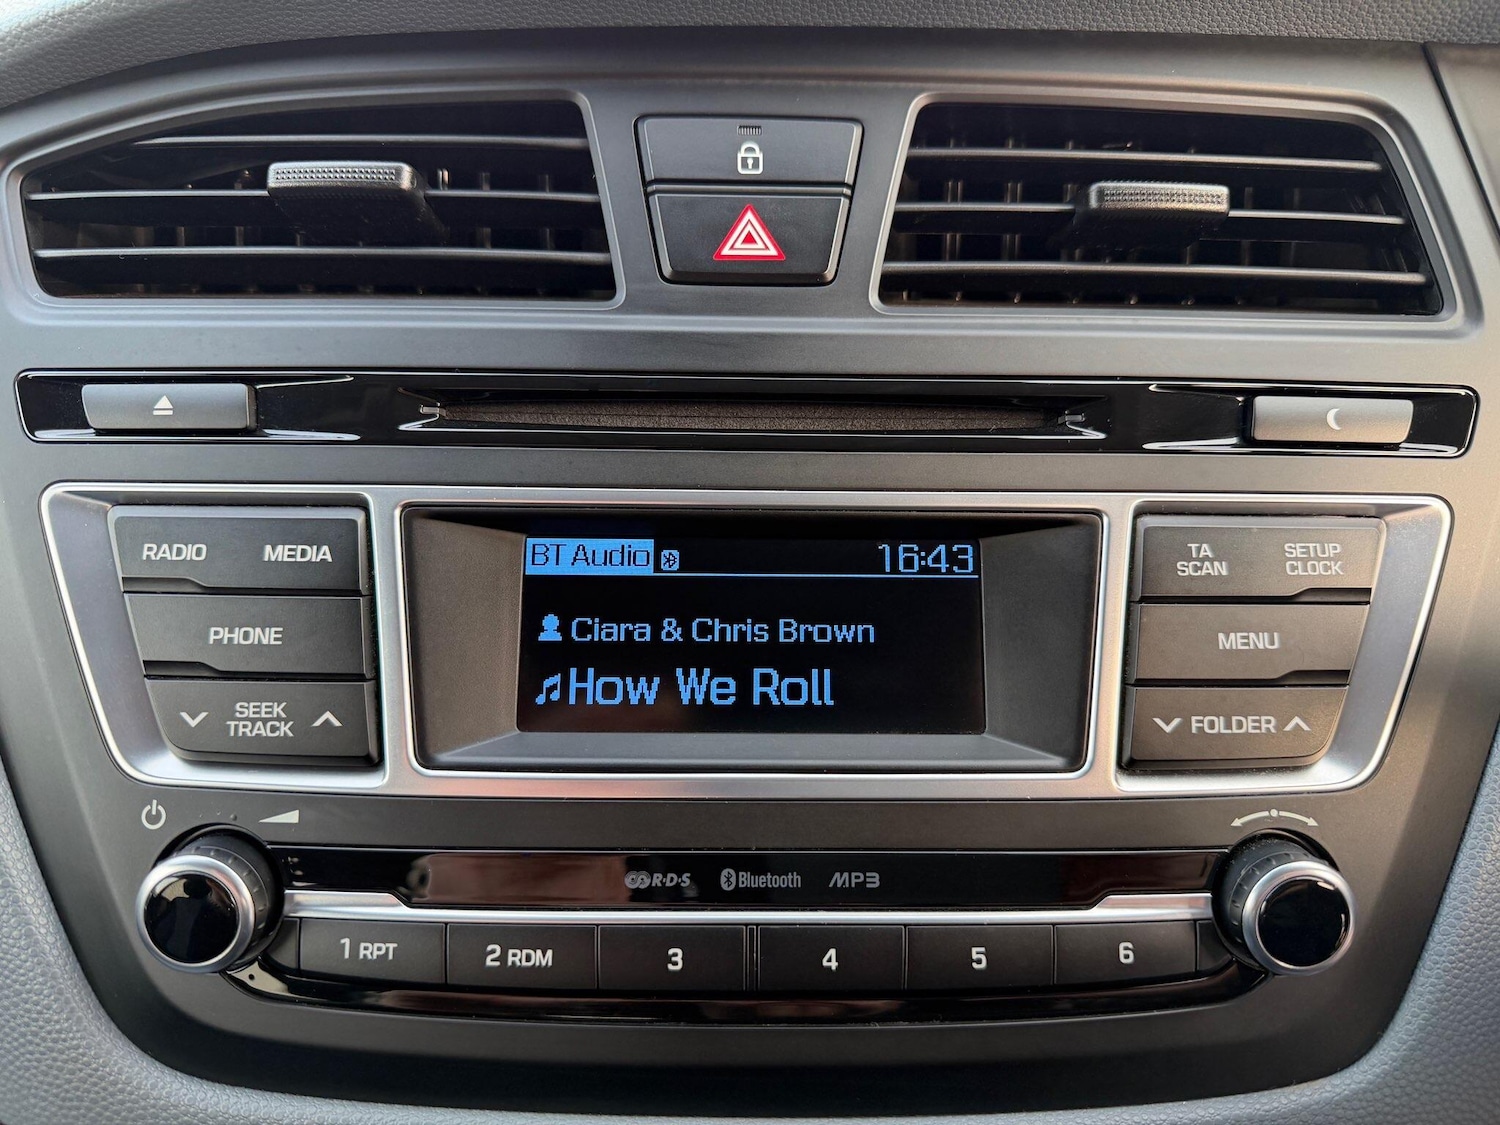 BT Audio 16:43
Ciara & Chris Brown
How We Roll
RADIO MEDIA
PHONE
SEEK
TRACK
TA
SCAN
SETUP
CLOCK
MENU
FOLDER
R·D·S Bluetooth MP3
1 RPT 2 RDM 3 4 5 6